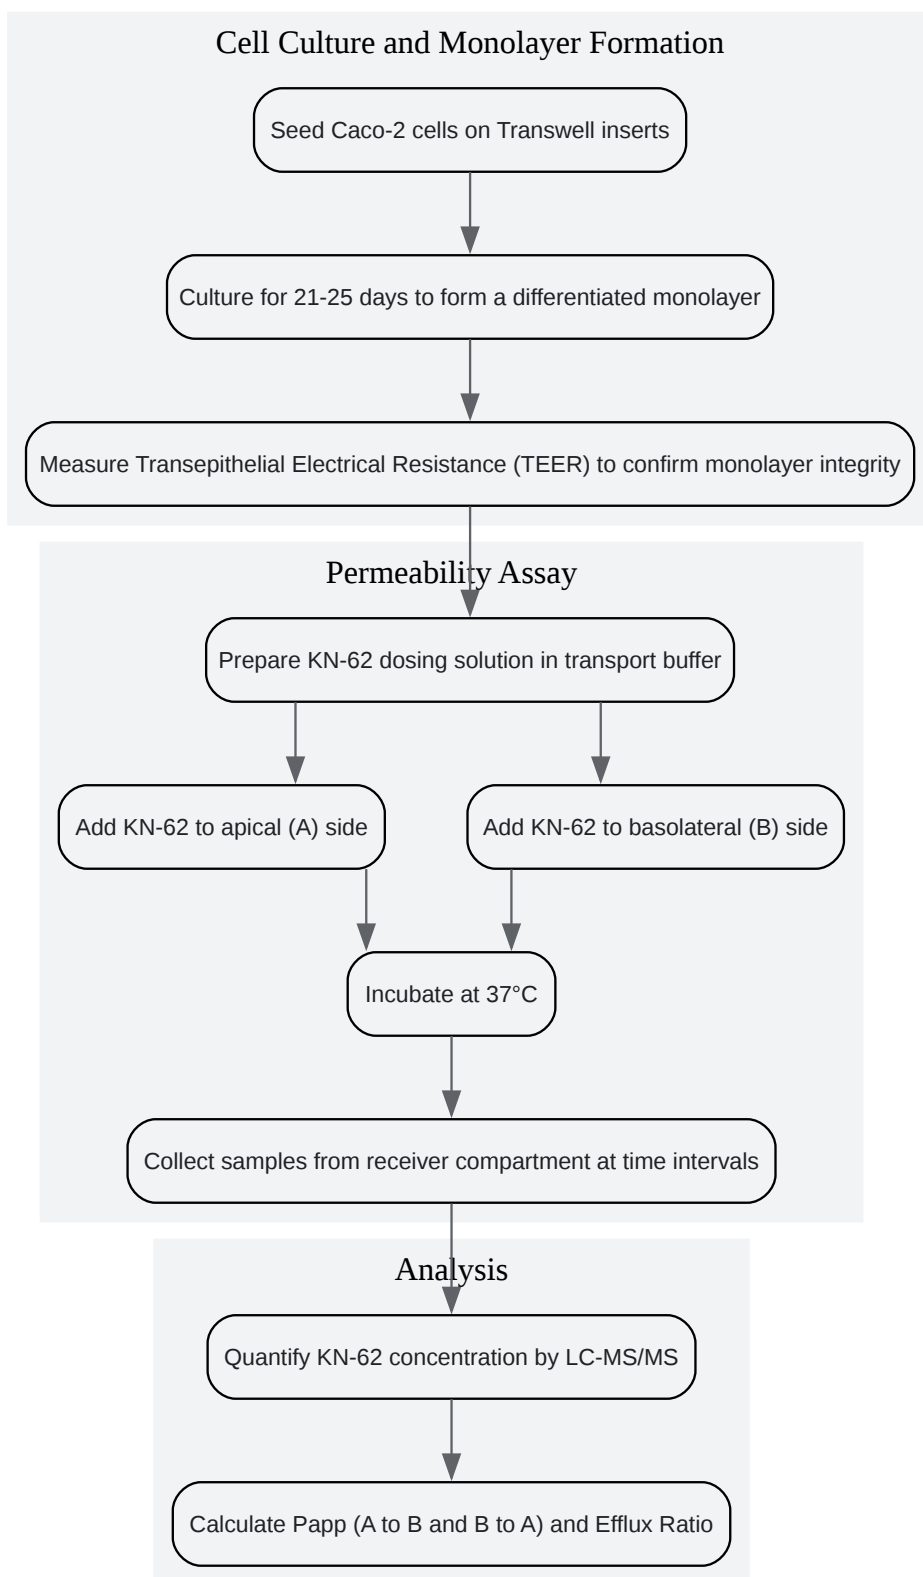 Cell Culture and Monolayer Formation
Seed Caco-2 cells on Transwell inserts
Culture for 21-25 days to form a differentiated monolayer
Measure Transepithelial Electrical Resistance (TEER) to confirm monolayer integrity
Permeability Assay
Prepare KN-62 dosing solution in transport buffer
Add KN-62 to apical (A) side
Add KN-62 to basolateral (B) side
Incubate at 37°C
Collect samples from receiver compartment at time intervals
Analysis
Quantify KN-62 concentration by LC-MS/MS
Calculate Papp (A to B and B to A) and Efflux Ratio